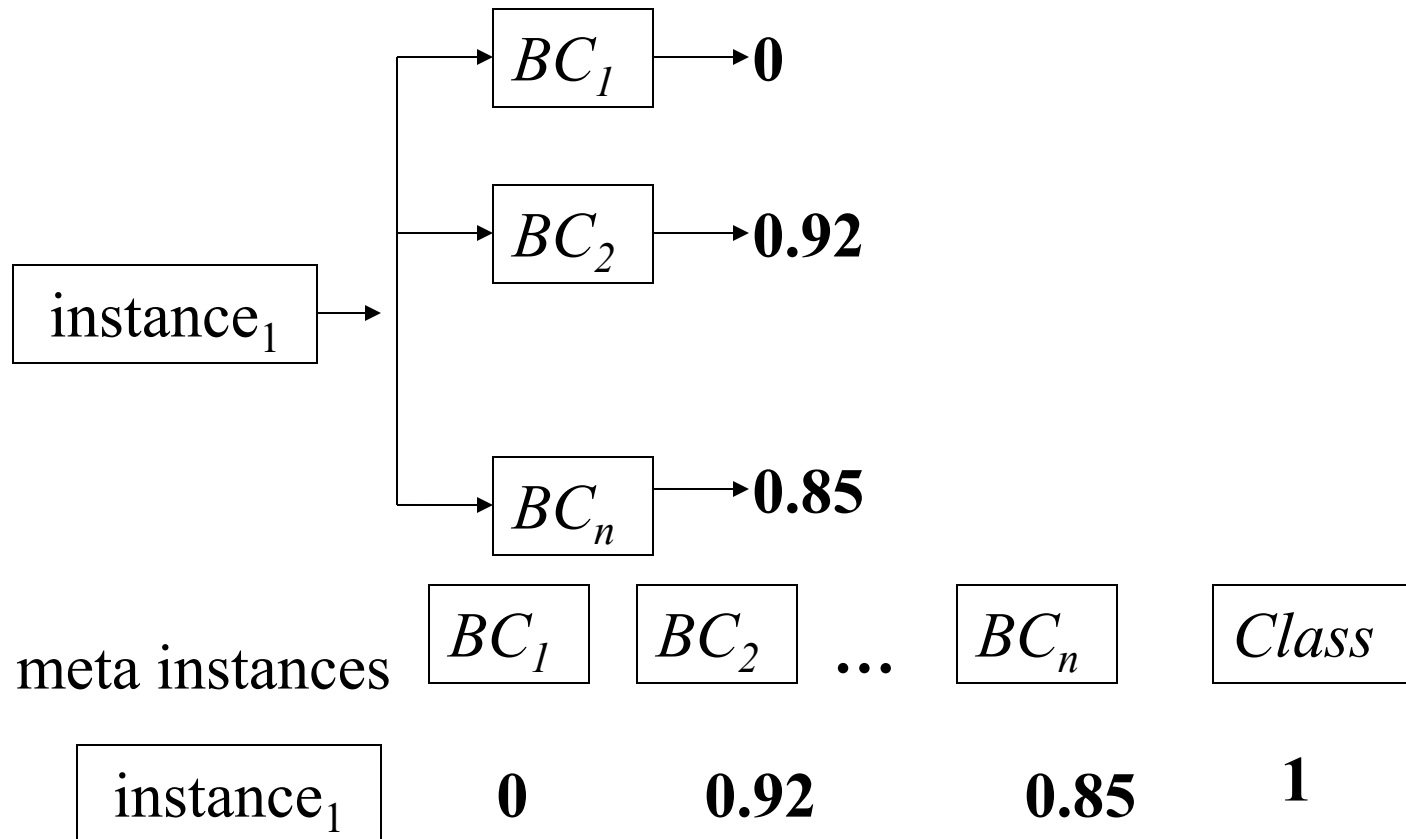 BC₁ 0
BC₂ 0.92
instance₁
BCₙ 0.85
BC₁ BC₂ ... BCₙ Class
meta instances
instance₁ 0 0.92 0.85 1